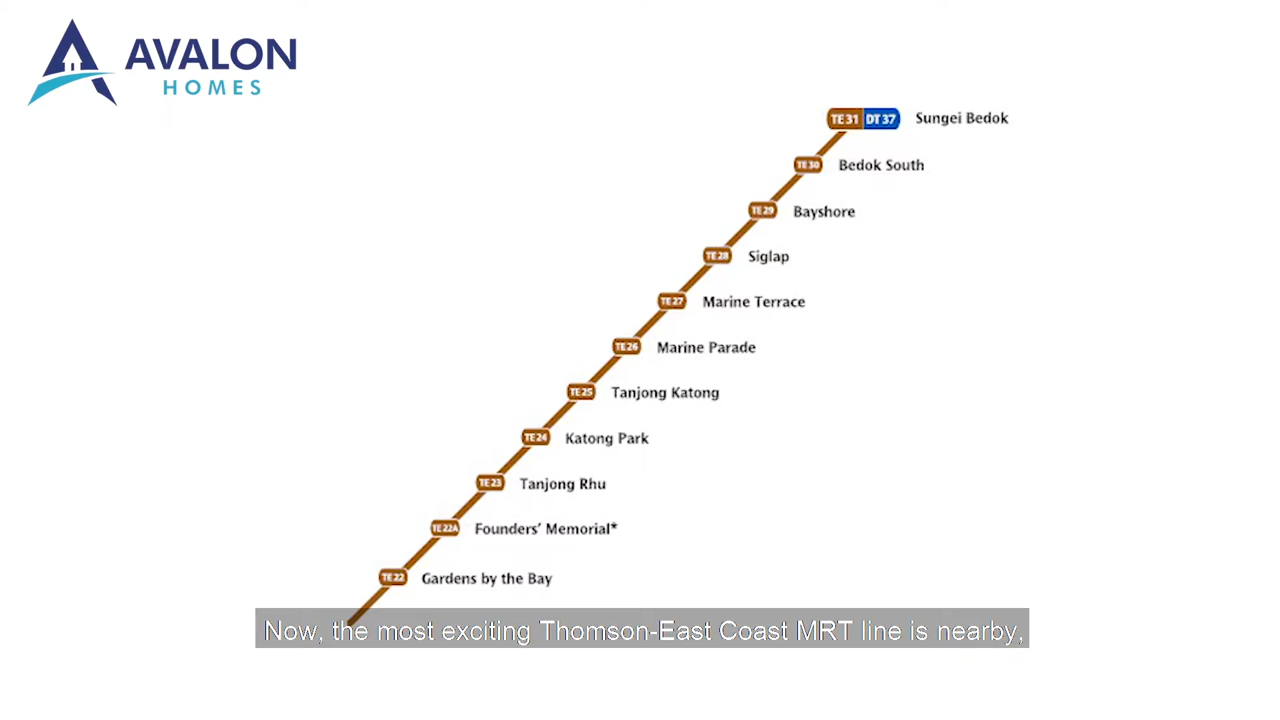 AVALON
HOMES
TE31 DT37 Sungei Bedok
TE30 Bedok South
TE29 Bayshore
TE28 Siglap
TE27 Marine Terrace
TE26 Marine Parade
TE25 Tanjong Katong
TE24 Katong Park
TE23 Tanjong Rhu
TE22A Founders’ Memorial*
TE22 Gardens by the Bay
Now, the most exciting Thomson-East Coast MRT line is nearby,